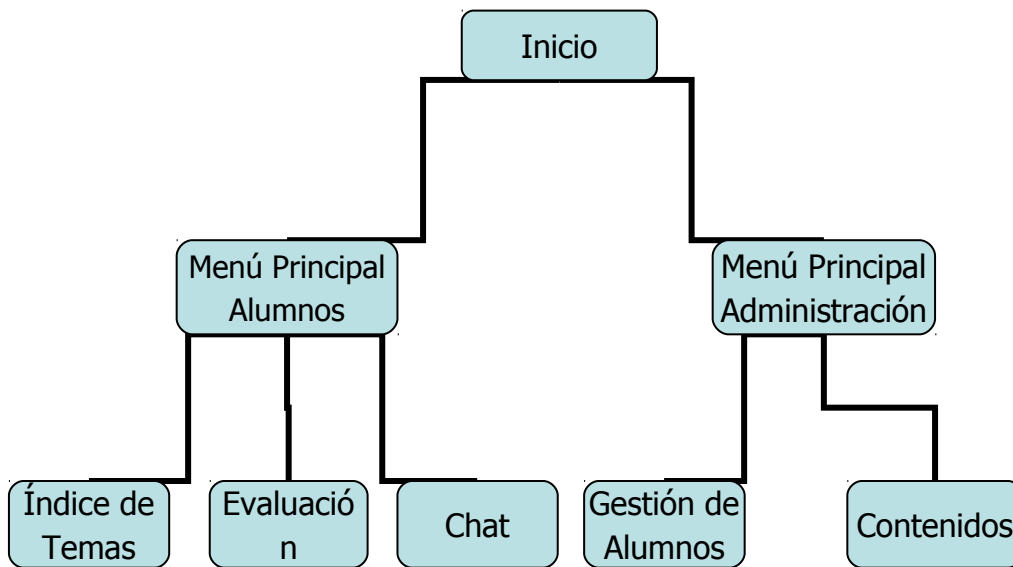 Inicio
Menú Principal
Alumnos
Menú Principal
Administración
Índice de
Temas
Evaluació
n
Chat
Gestión de
Alumnos
Contenidos